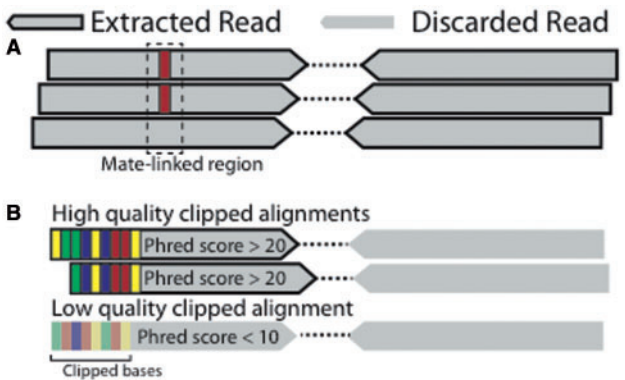 Extracted Read Discarded Read
A
Mate-linked region
B
High quality clipped alignments
Phred score > 20
Phred score > 20
Low quality clipped alignment
Phred score < 10
Clipped bases